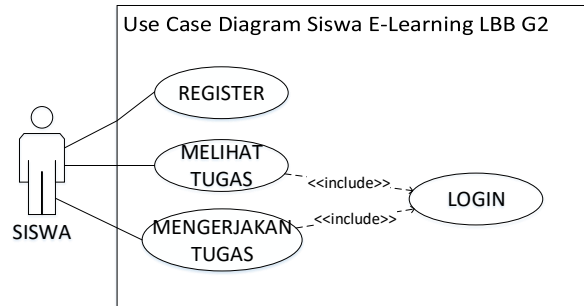 Use Case Diagram Siswa E-Learning LBB G2
REGISTER
MELIHAT
TUGAS
<<include>>
LOGIN
<<include>>
MENGERJAKAN
TUGAS
SISWA